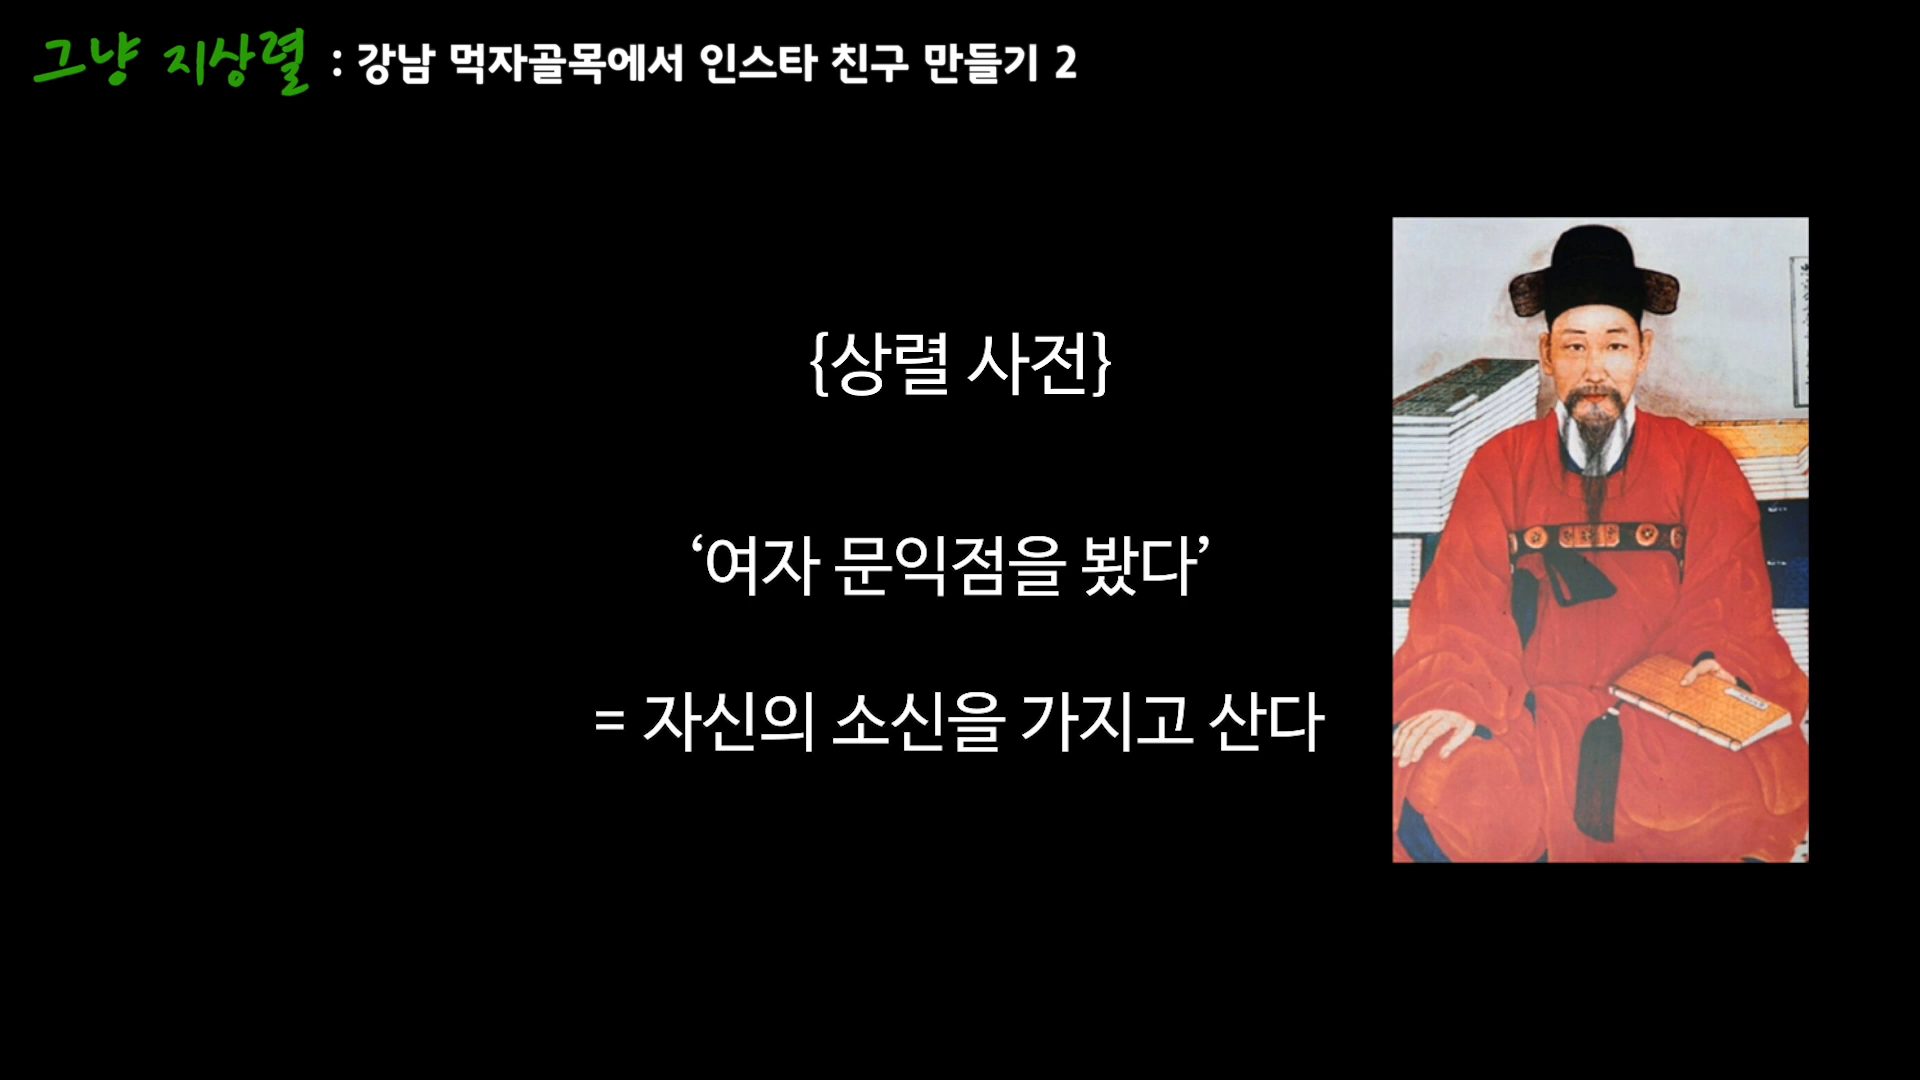 그냥 지상렬 : 강남 먹자골목에서 인스타 친구 만들기 2
{상렬 사전}
‘여자 문익점을 봤다’
= 자신의 소신을 가지고 산다